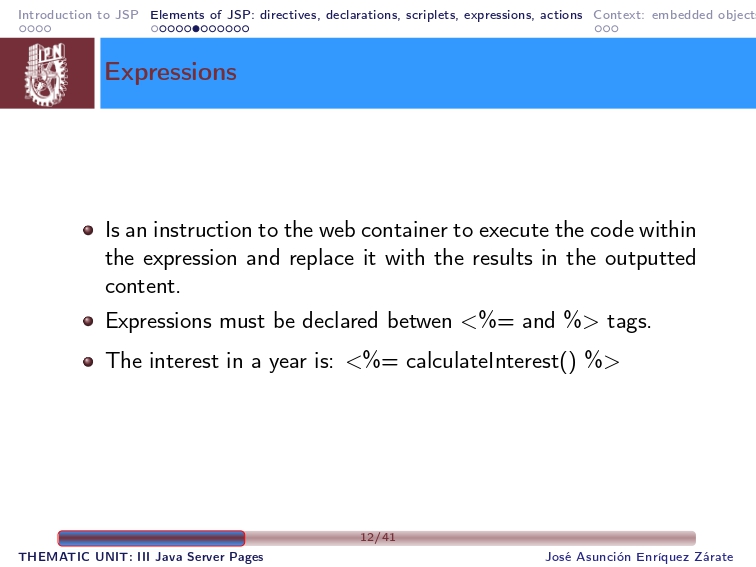 Introduction to JSP Elements of JSP: directives, declarations, scriplets, expressions, actions Context: embedded object
IPN
Expressions
Is an instruction to the web container to execute the code within
the expression and replace it with the results in the outputted
content.
Expressions must be declared betwen <%= and %> tags.
The interest in a year is: <%= calculateInterest() %>
12/41
THEMATIC UNIT: III Java Server Pages José Asunción Enríquez Zárate